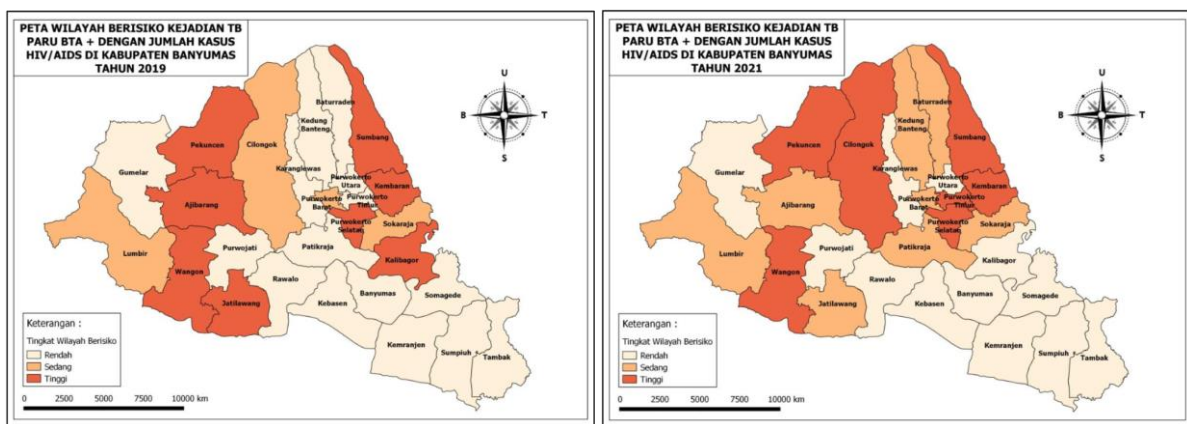 PETA WILAYAH BERISIKO KEJADIAN TB
PARU BTA + DENGAN JUMLAH KASUS
HIV/AIDS DI KABUPATEN BANYUMAS
TAHUN 2019
U
B
T
S
Baturraden
Kedung
Banteng
Sumbang
Pekuncen
Cilongok
Gumelar
Karanglewas
Purwokerto
Utara
Kembaran
Ajibarang
Purwokerto
Barat
Purwokerto
Timur
Purwokerto
Selatan
Sokaraja
Lumbir
Purwojati
Patikraja
Kalibagor
Wangon
Rawalo
Jatilawang
Banyumas
Somagede
Kebasen
Kemranjen
Sumpiuh
Tambak
Keterangan :
Tingkat Wilayah Berisiko
Rendah
Sedang
Tinggi
0 2500 5000 7500 10000 km
PETA WILAYAH BERISIKO KEJADIAN TB
PARU BTA + DENGAN JUMLAH KASUS
HIV/AIDS DI KABUPATEN BANYUMAS
TAHUN 2021
U
B
T
S
Baturraden
Kedung
Banteng
Sumbang
Pekuncen
Cilongok
Gumelar
Karanglewas
Purwokerto
Utara
Kembaran
Ajibarang
Purwokerto
Barat
Purwokerto
Timur
Purwokerto
Selatan
Sokaraja
Lumbir
Purwojati
Patikraja
Kalibagor
Wangon
Rawalo
Jatilawang
Banyumas
Somagede
Kebasen
Kemranjen
Sumpiuh
Tambak
Keterangan :
Tingkat Wilayah Berisiko
Rendah
Sedang
Tinggi
0 2500 5000 7500 10000 km